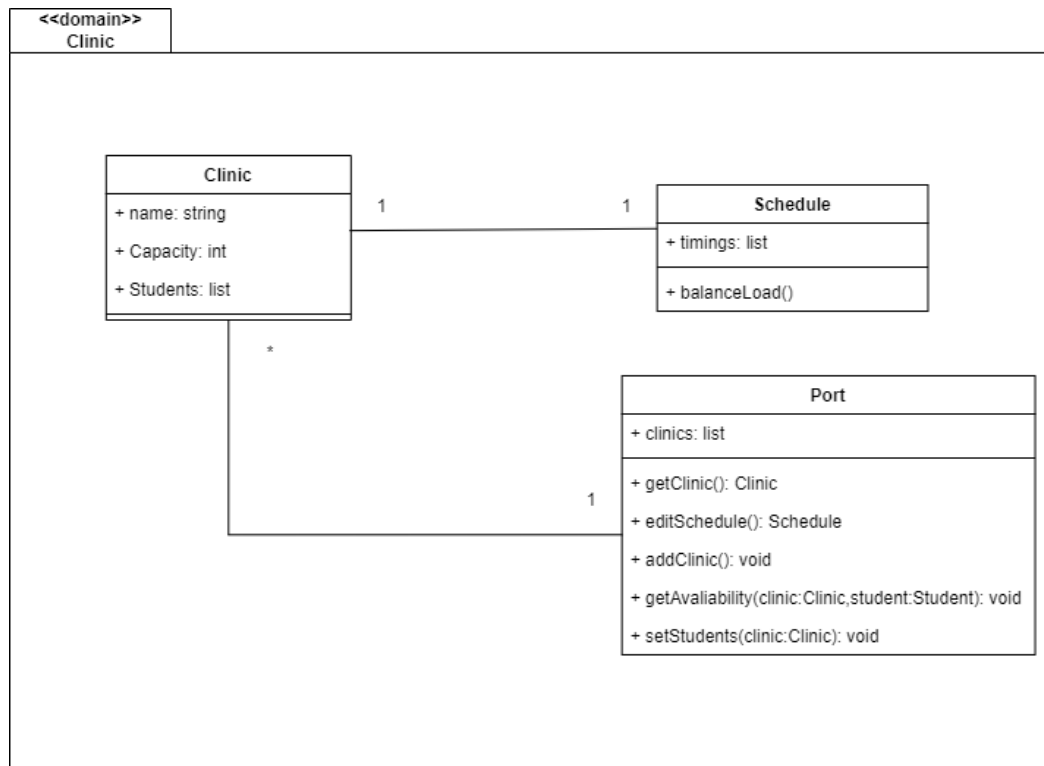 <<domain>>
Clinic
Clinic
+ name: string
+ Capacity: int
+ Students: list
1
1
Schedule
+ timings: list
+ balanceLoad()
*
1
Port
+ clinics: list
+ getClinic(): Clinic
+ editSchedule(): Schedule
+ addClinic(): void
+ getAvaliability(clinic:Clinic,student:Student): void
+ setStudents(clinic:Clinic): void